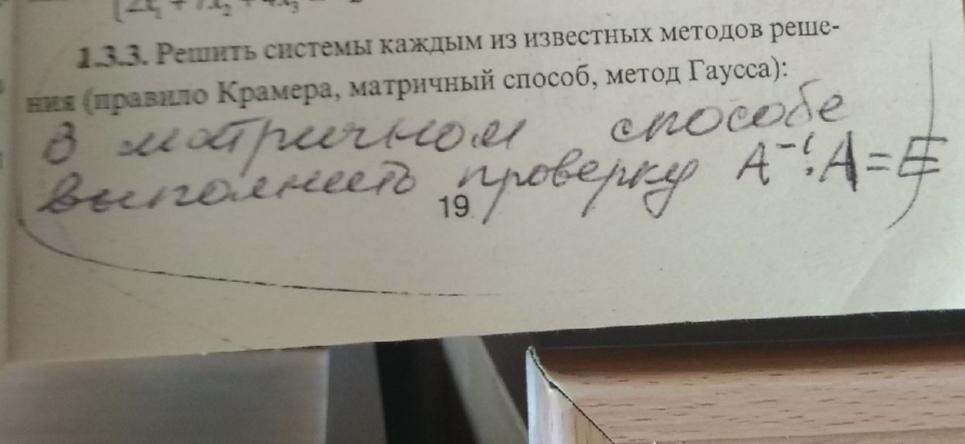 1.3.3. Решить системы каждым из известных методов реше-
ния (правило Крамера, матричный способ, метод Гаусса):
В матричном способе
выполнить проверку A⁻¹·A=E
19